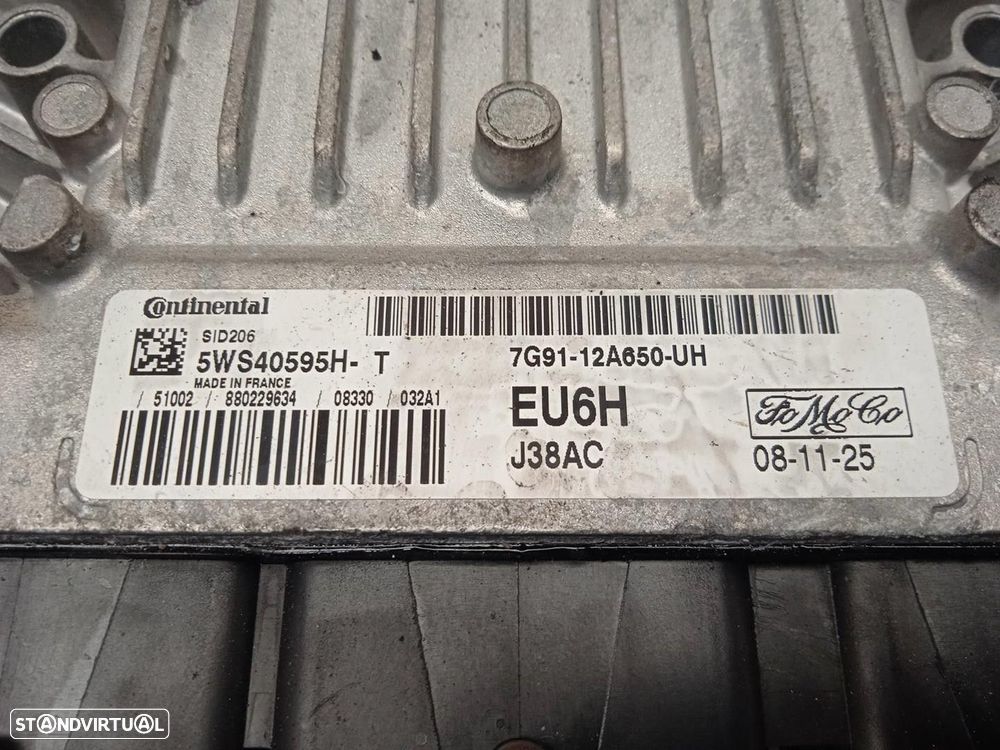 Continental
SID206
5WS40595H- T
MADE IN FRANCE
/ 51002 / 880229634 / 08330 / 032A1
7G91-12A650-UH
EU6H
J38AC
FoMoCo
08-11-25
STANDVIRTUAL